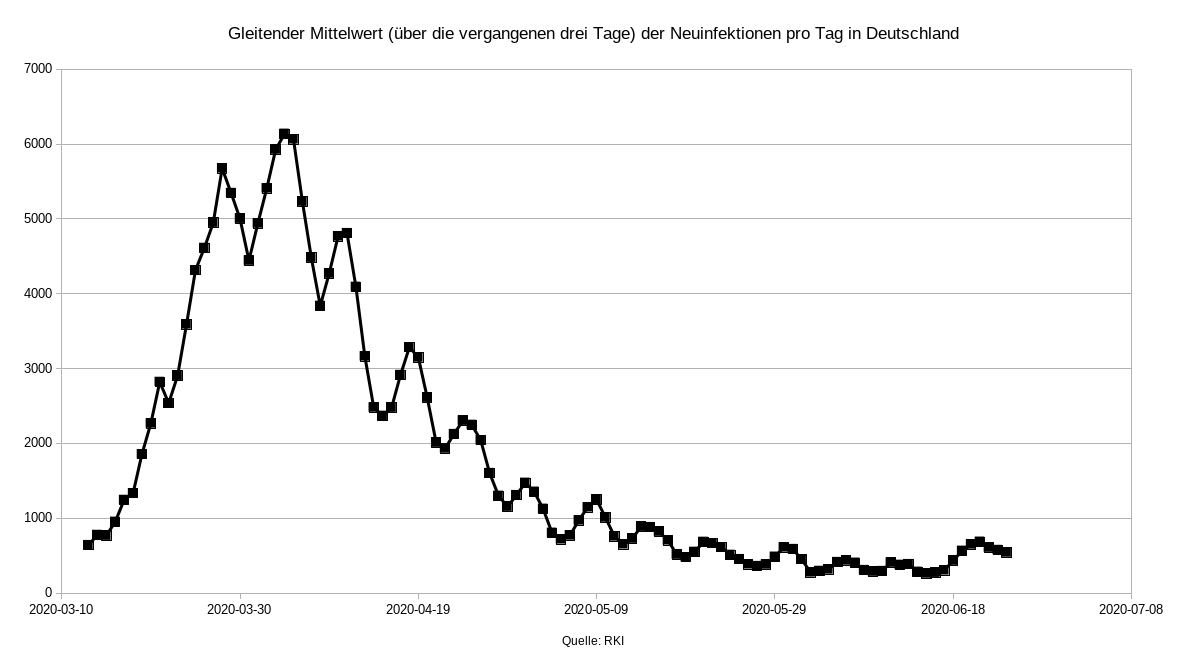 Gleitender Mittelwert (über die vergangenen drei Tage) der Neuinfektionen pro Tag in Deutschland
7000
6000
5000
4000
3000
2000
1000
0
2020-03-10 2020-03-30 2020-04-19 2020-05-09 2020-05-29 2020-06-18 2020-07-08
Quelle: RKI